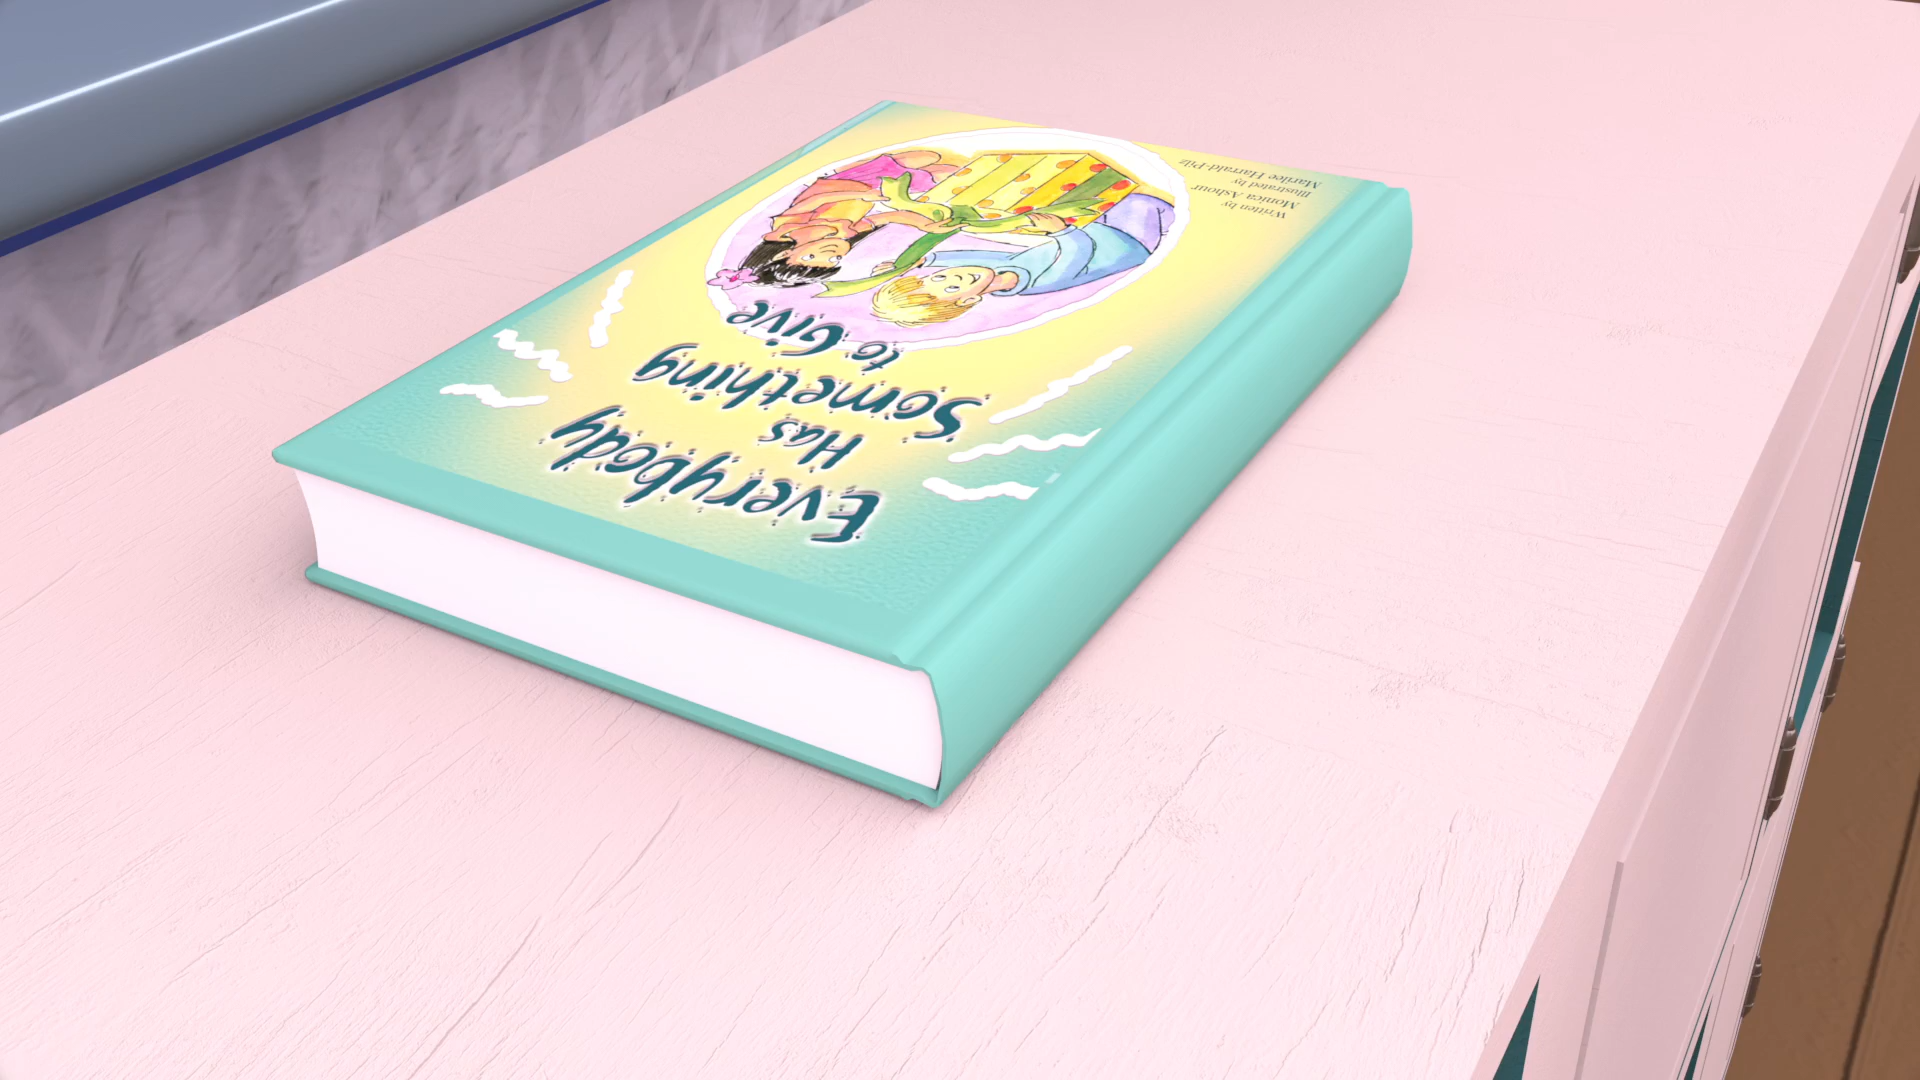 Everybody
Has
Something
to Give
Written by
Monica Ashour
Illustrated by
Marilee Harrald-Pilz